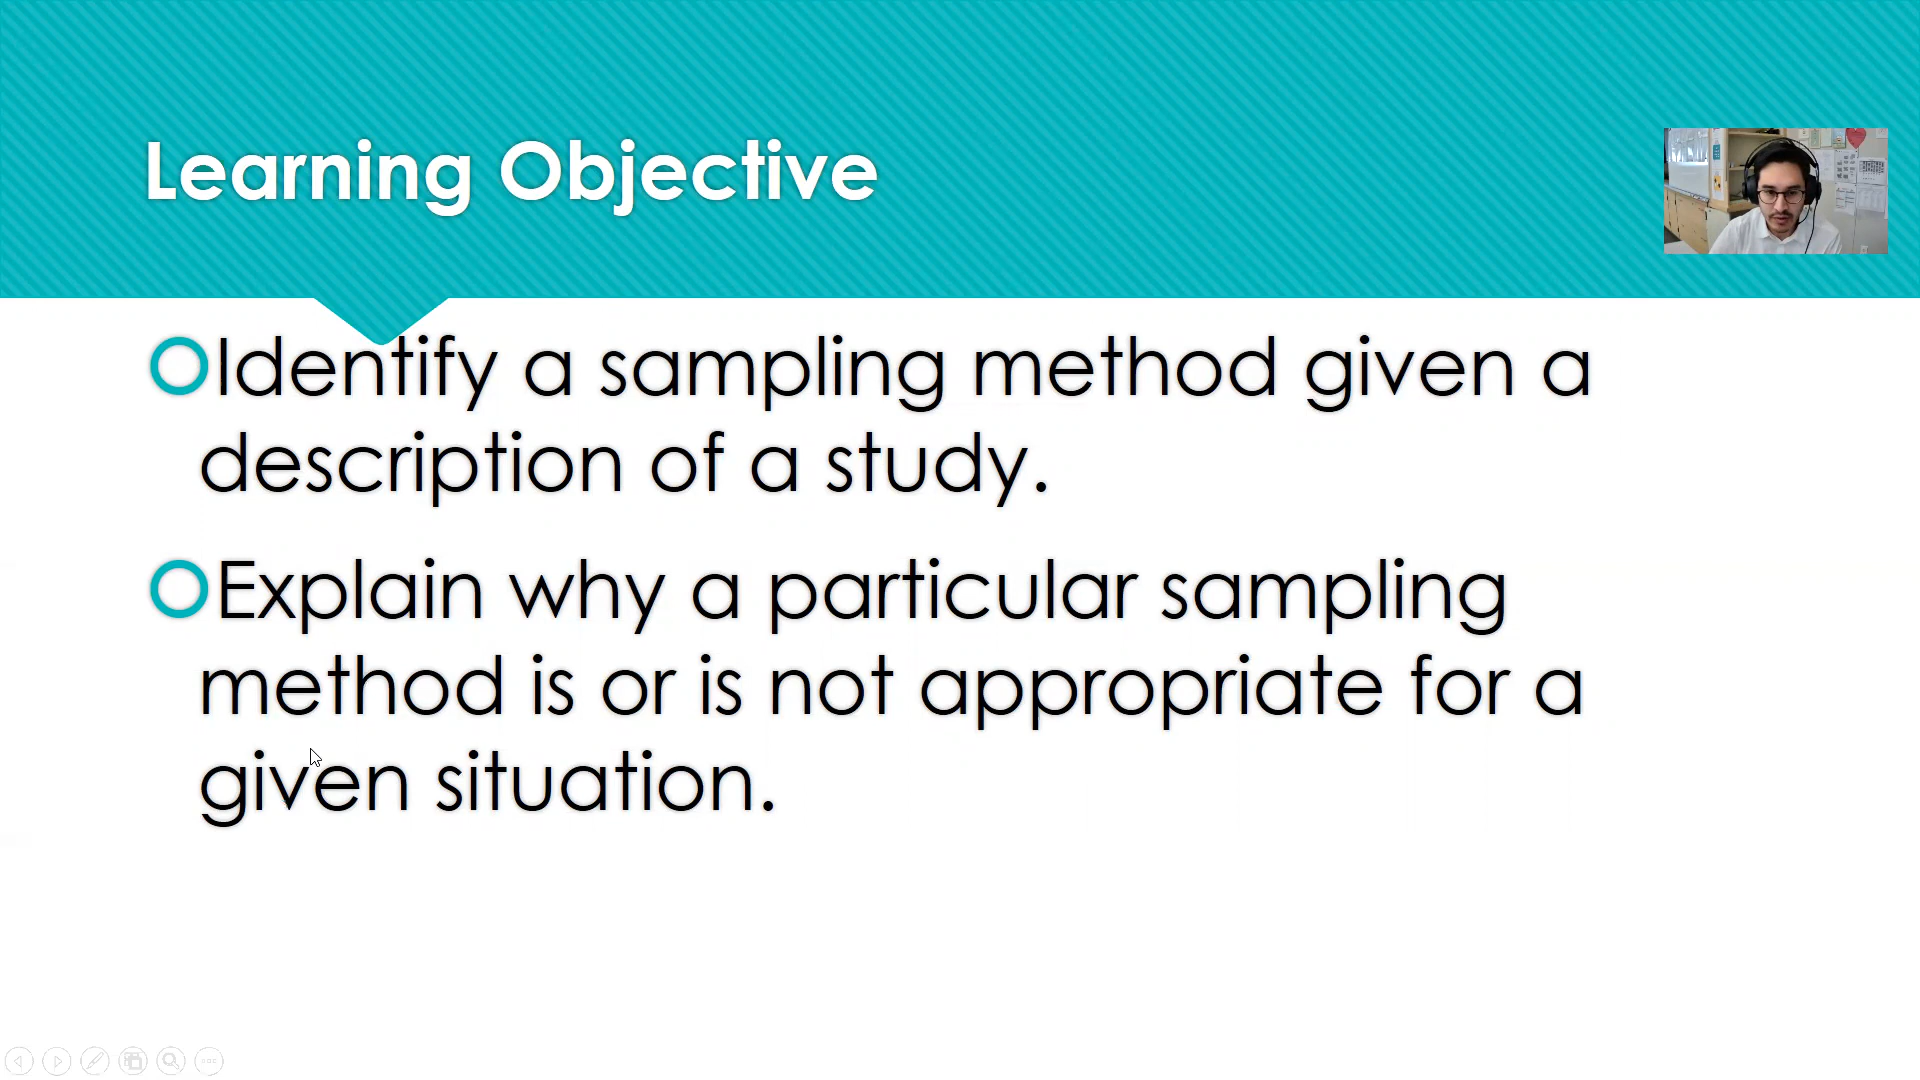 Learning Objective
Identify a sampling method given a
description of a study.
Explain why a particular sampling
method is or is not appropriate for a
given situation.